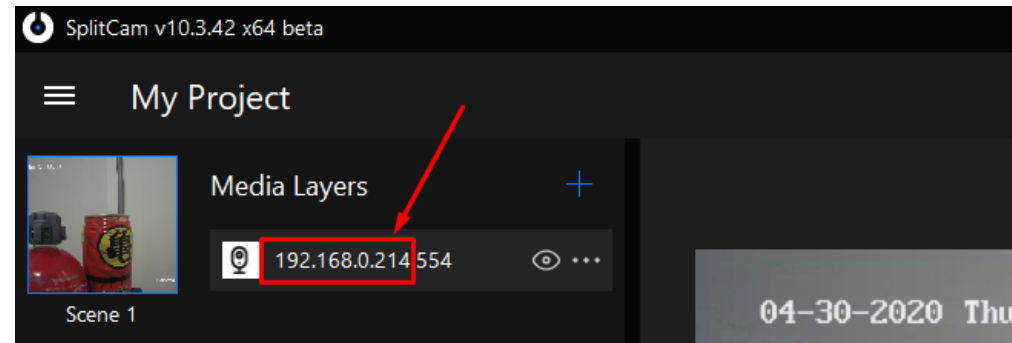 SplitCam v10.3.42 x64 beta
My Project
Media Layers
192.168.0.214:554
Scene 1
04-30-2020 Thu